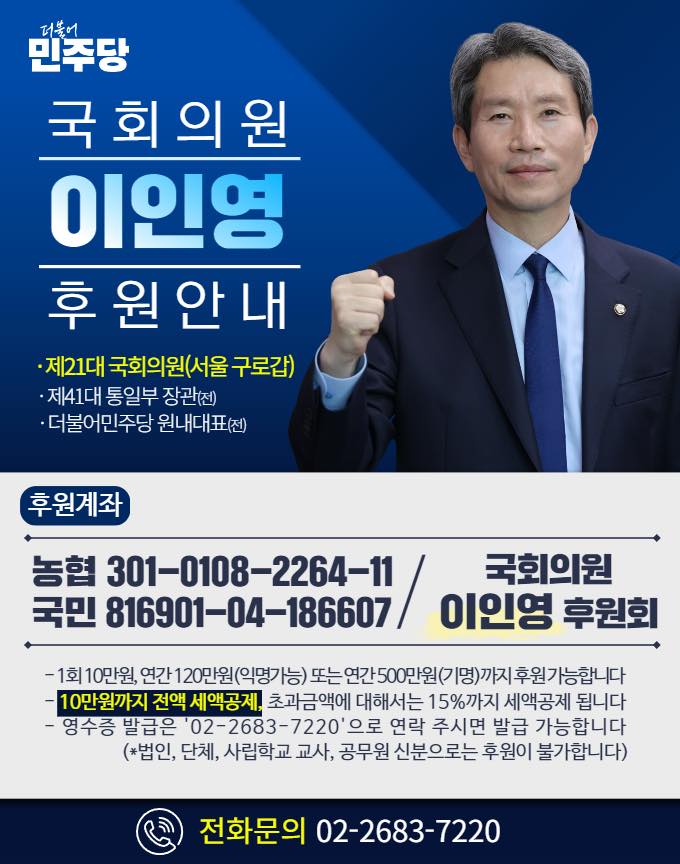 더불어
민주당
국회의원
이인영
후원안내
· 제21대 국회의원(서울 구로갑)
· 제41대 통일부 장관(전)
· 더불어민주당 원내대표(전)
후원계좌
농협 301-0108-2264-11
국민 816901-04-186607
/
국회의원
이인영 후원회
- 1회 10만원, 연간 120만원(익명가능) 또는 연간 500만원(기명)까지 후원 가능합니다
- 10만원까지 전액 세액공제, 초과금액에 대해서는 15%까지 세액공제 됩니다
- 영수증 발급은 '02-2683-7220'으로 연락 주시면 발급 가능합니다
(*법인, 단체, 사립학교 교사, 공무원 신분으로는 후원이 불가합니다)
전화문의 02-2683-7220